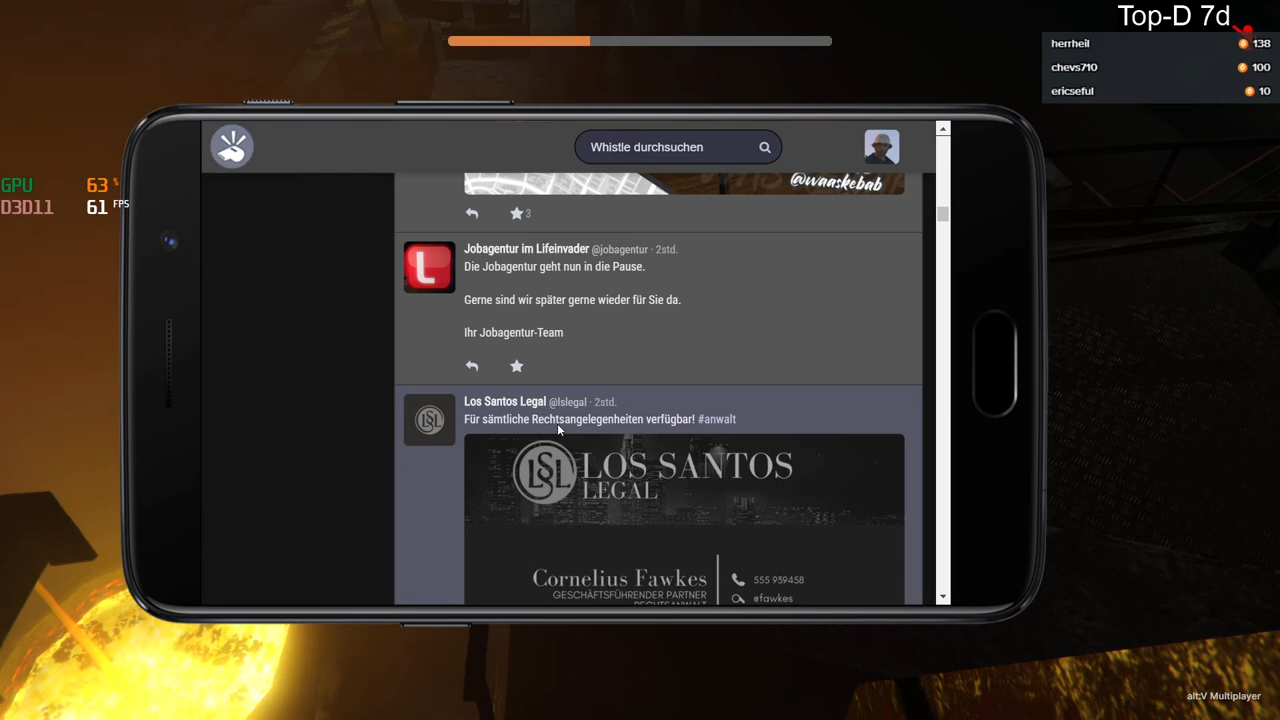 Top-D 7d
herrheil 138
chevs710 100
ericseful 10
GPU 63 %
D3D11 61 FPS
Whistle durchsuchen
@waaskebab
3
Jobagentur im Lifeinvader @jobagentur · 2std.
Die Jobagentur geht nun in die Pause.
Gerne sind wir später gerne wieder für Sie da.
Ihr Jobagentur-Team
L
Los Santos Legal @lslegal · 2std.
Für sämtliche Rechtsangelegenheiten verfügbar! #anwalt
LSL
LSL LOS SANTOS
LEGAL
Cornelius Fawkes
GESCHÄFTSFÜHRENDER PARTNER
RECHTSANWALT
555 939458
@fawkes
alt:V Multiplayer